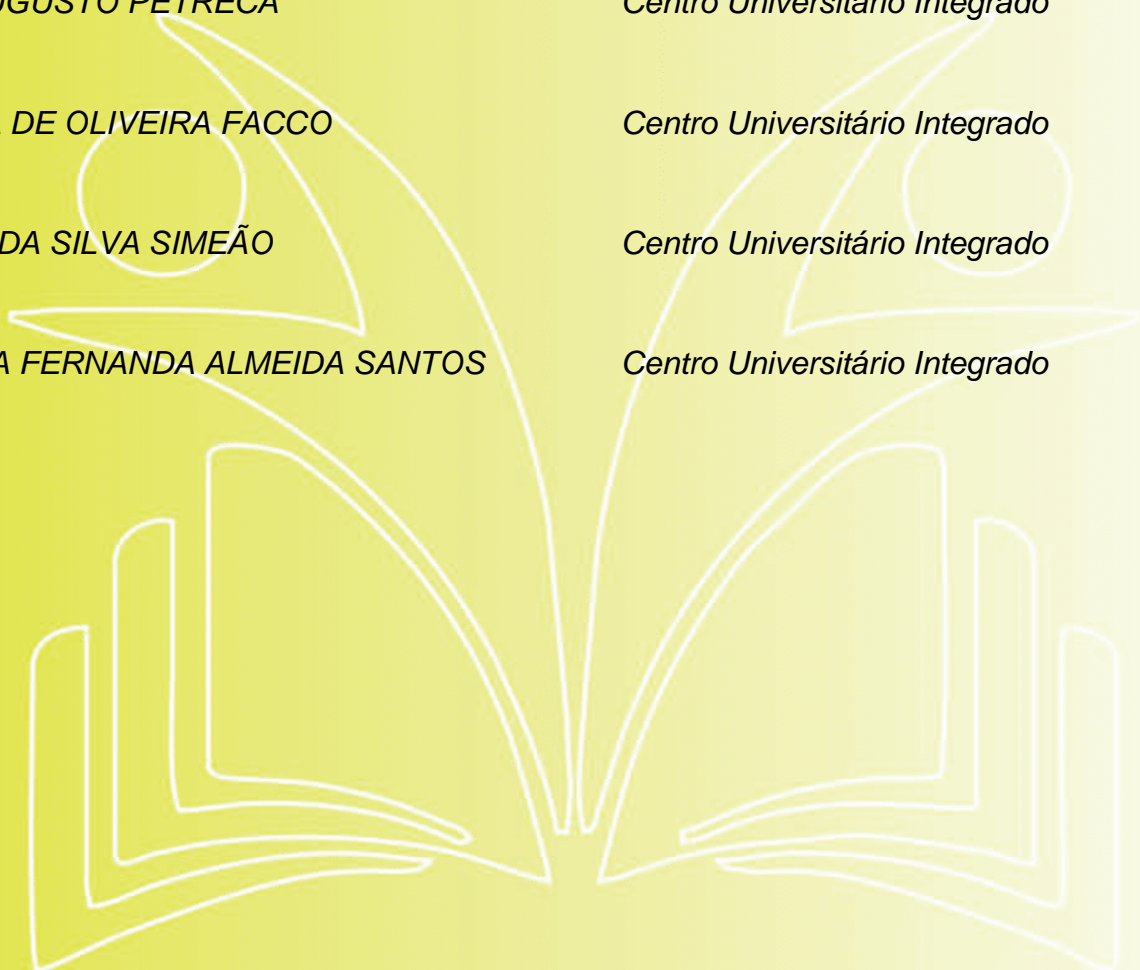 AUGUSTO PETRECA Centro Universitário Integrado
DE OLIVEIRA FACCO Centro Universitário Integrado
DA SILVA SIMEÃO Centro Universitário Integrado
FERNANDA ALMEIDA SANTOS Centro Universitário Integrado